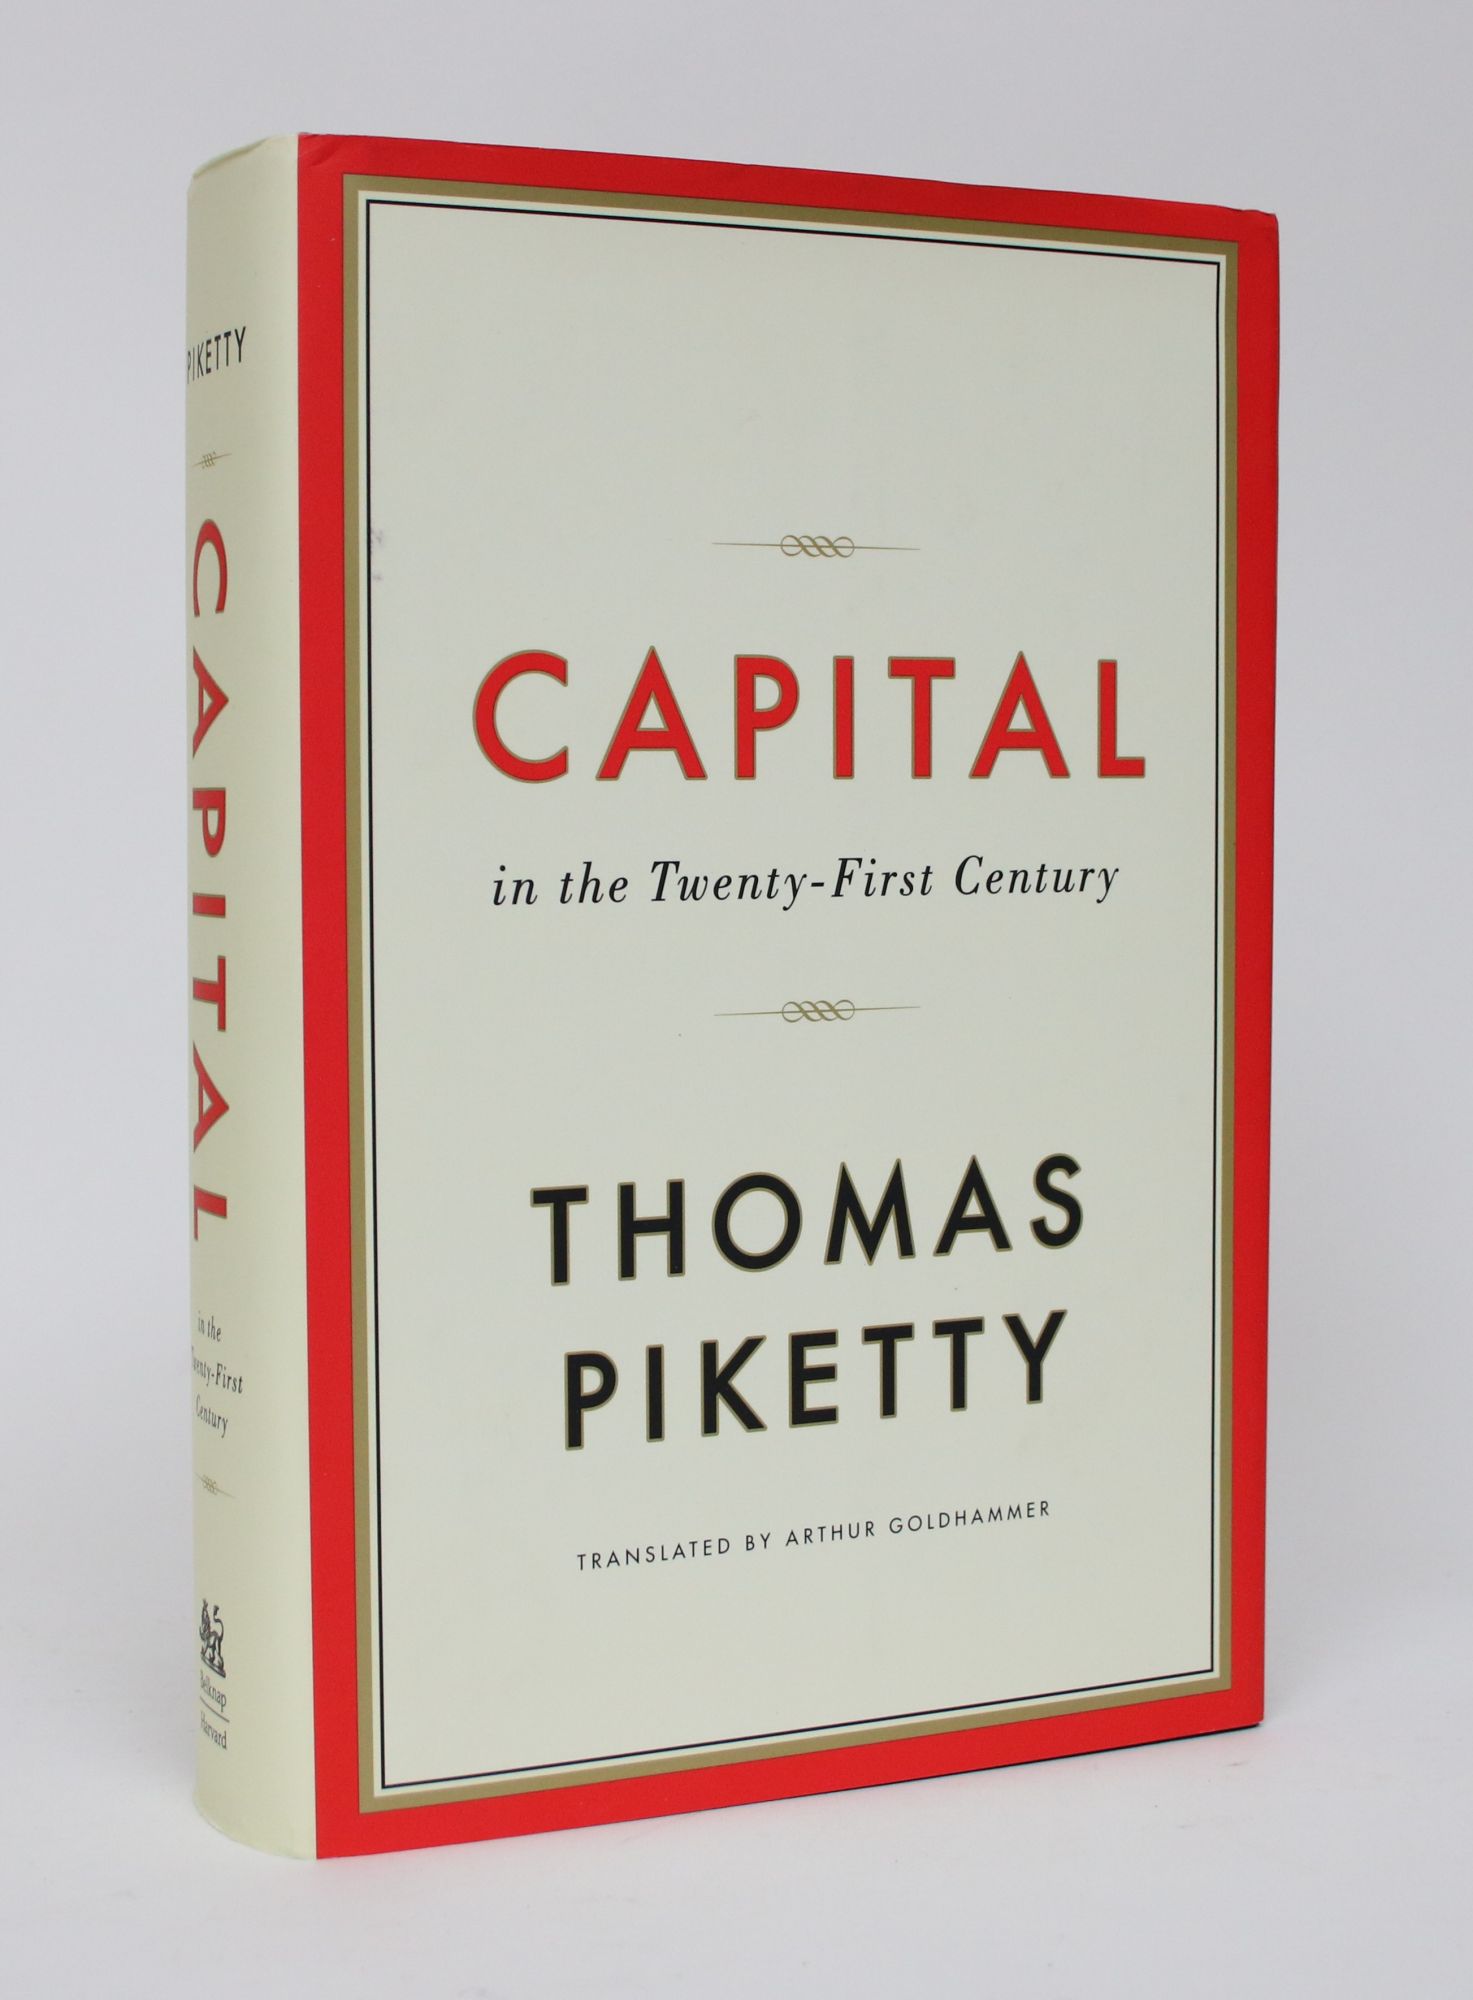 PIKETTY
CAPITAL
in the
Twenty-First
Century
Belknap
Harvard
CAPITAL
in the Twenty-First Century
THOMAS
PIKETTY
TRANSLATED BY ARTHUR GOLDHAMMER